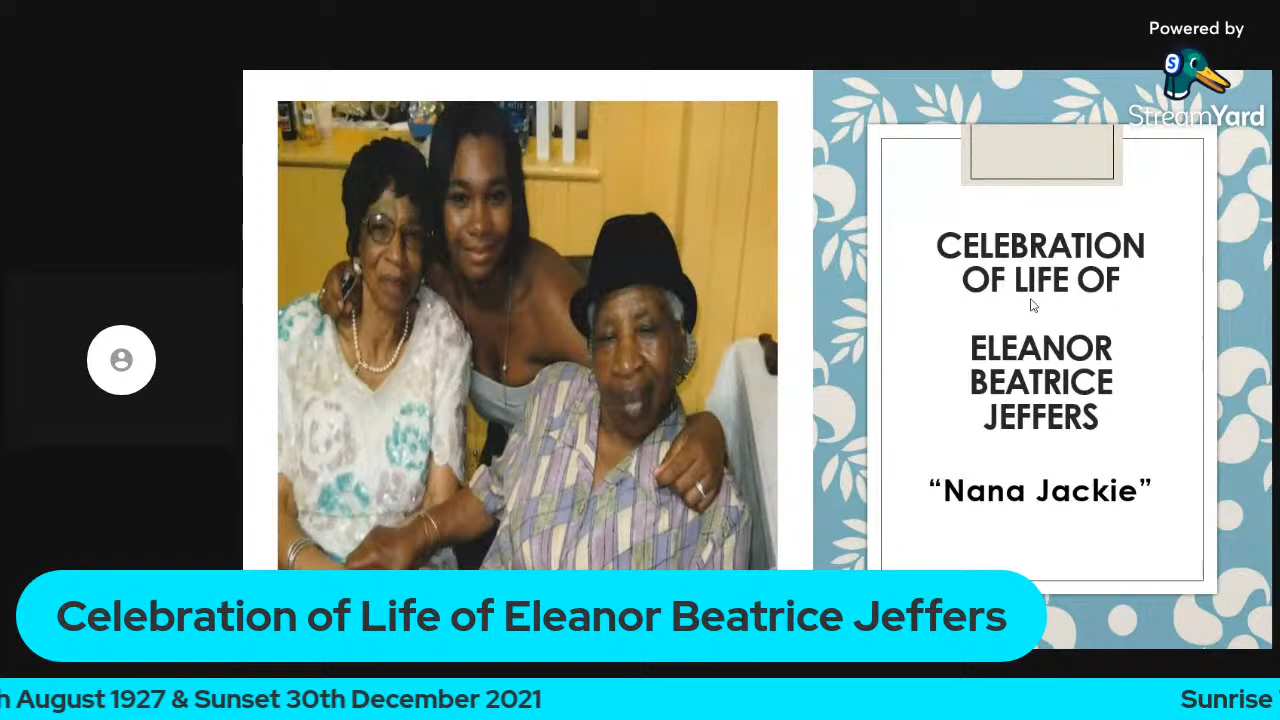 Powered by
StreamYard
CELEBRATION
OF LIFE OF
ELEANOR
BEATRICE
JEFFERS
“Nana Jackie”
Celebration of Life of Eleanor Beatrice Jeffers
August 1927 & Sunset 30th December 2021
Sunrise